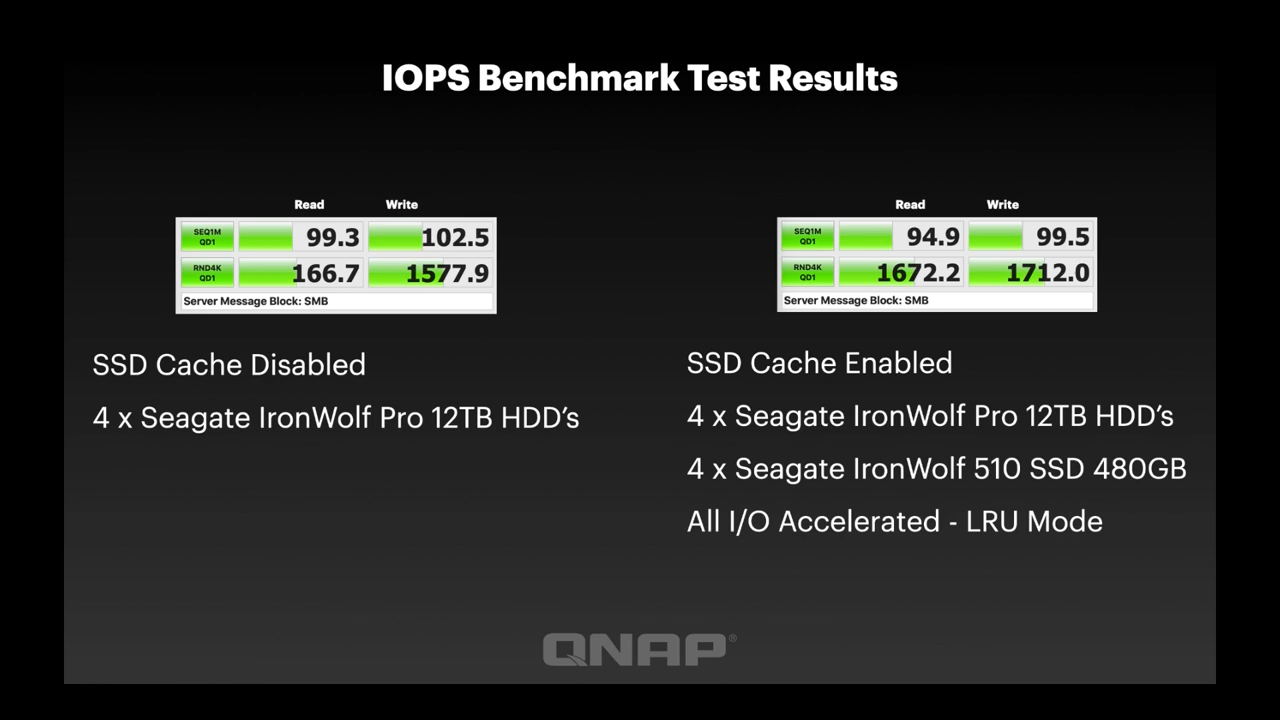 IOPS Benchmark Test Results
Read Write
SEQ1M
QD1
99.3 102.5
RND4K
QD1
166.7 1577.9
Server Message Block: SMB
SSD Cache Disabled
4 x Seagate IronWolf Pro 12TB HDD's
Read Write
SEQ1M
QD1
94.9 99.5
RND4K
QD1
1672.2 1712.0
Server Message Block: SMB
SSD Cache Enabled
4 x Seagate IronWolf Pro 12TB HDD's
4 x Seagate IronWolf 510 SSD 480GB
All I/O Accelerated - LRU Mode
QNAP®